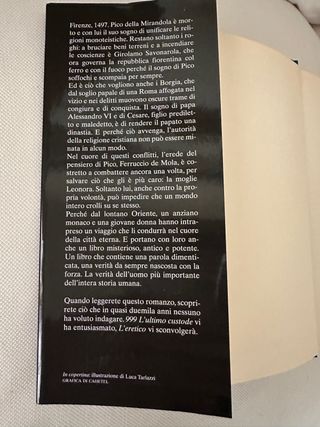 Firenze, 1497. Pico della Mirandola è mor-
to e con lui il suo sogno di unificare le reli-
gioni monoteistiche. Restano soltanto i ro-
ghi: a bruciare beni terreni e a incendiare
le coscienze è Girolamo Savonarola, che
ora governa la repubblica fiorentina col
ferro e con il fuoco perché il sogno di Pico
soffochi e scompaia per sempre.
Ed è ciò che vogliono anche i Borgia, che
dal soglio papale di una Roma affogata nel
vizio e nei delitti muovono oscure trame di
congiura e di conquista. Il sogno di papa
Alessandro VI e di Cesare, figlio predilet-
to e maledetto, è di rendere il papato una
dinastia. E perché ciò avvenga, l'autorità
della religione cristiana non può essere mi-
nata in alcun modo.
Nel cuore di questi conflitti, l'erede del
pensiero di Pico, Ferruccio de Mola, è co-
stretto a combattere ancora una volta, per
salvare ciò che gli è più caro: la moglie
Leonora. Soltanto lui, anche contro la pro-
pria volontà, può impedire che un mondo
intero crolli su se stesso.
Perché dal lontano Oriente, un anziano
monaco e una giovane donna hanno intra-
preso un viaggio che li condurrà nel cuore
della città eterna. E portano con loro an-
che un libro misterioso, antico e potente.
Un libro che contiene una parola dimenti-
cata, una verità da sempre nascosta con la
forza. La verità dell'uomo più importante
dell'intera storia umana.
Quando leggerete questo romanzo, scopri-
rete ciò che in quasi duemila anni nessuno
ha voluto indagare. 999 L'ultimo custode vi
ha entusiasmato, L'eretico vi sconvolgerà.
In copertina: illustrazione di Luca Tarlazzi
GRAFICA DI CAHETEL